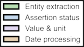 Entity extraction
Assertion status
Value & unit
Date processing